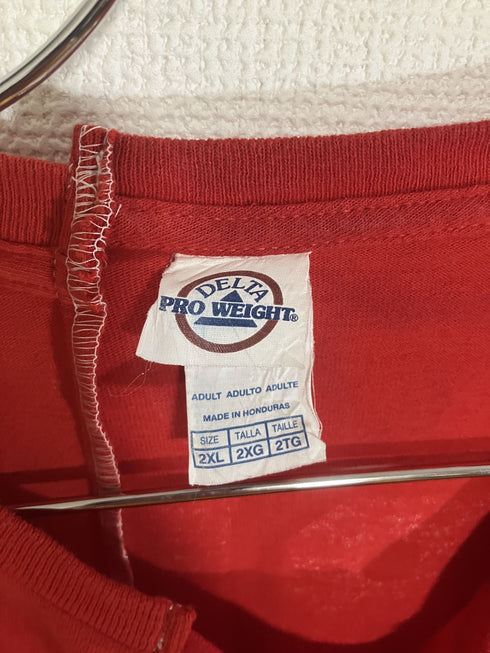 DELTA
PRO WEIGHT®
ADULT ADULTO ADULTE
MADE IN HONDURAS
SIZE TALLA TAILLE
2XL 2XG 2TG